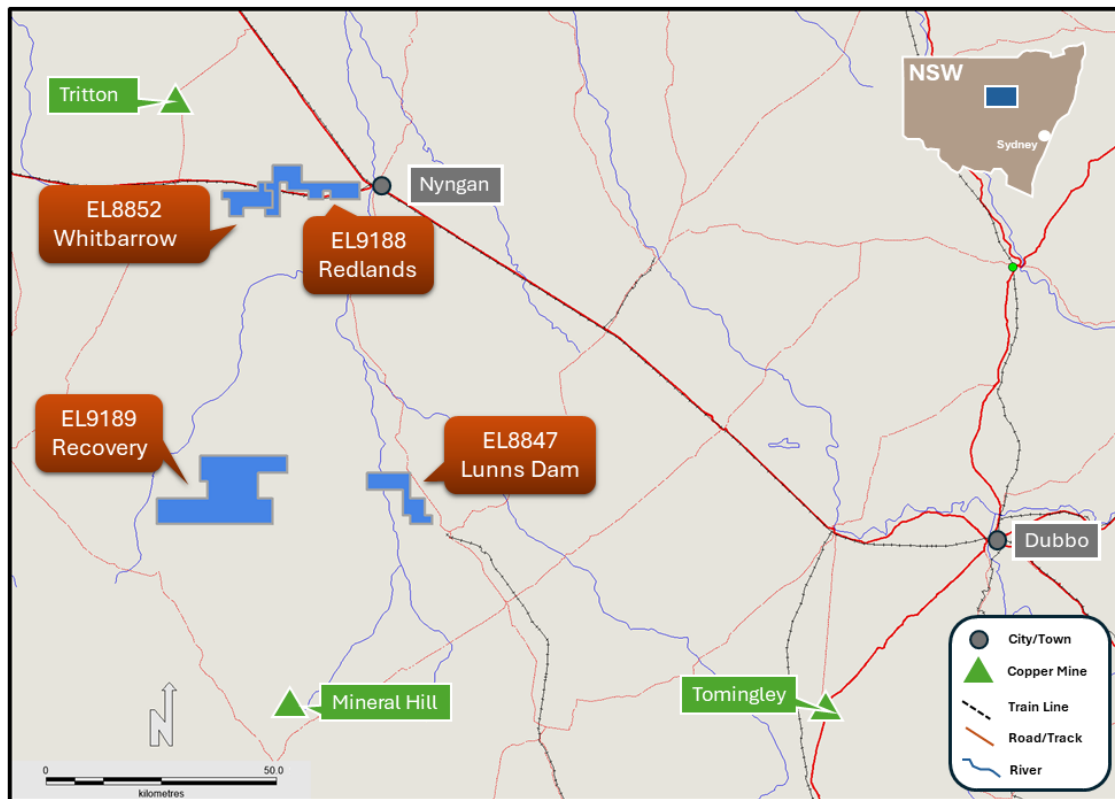 NSW
Sydney
Tritton
Nyngan
EL8852
Whitbarrow
EL9188
Redlands
EL9189
Recovery
EL8847
Lunns Dam
Dubbo
Mineral Hill
Tomingley
City/Town
Copper Mine
Train Line
Road/Track
River
N
0
50.0
kilometres